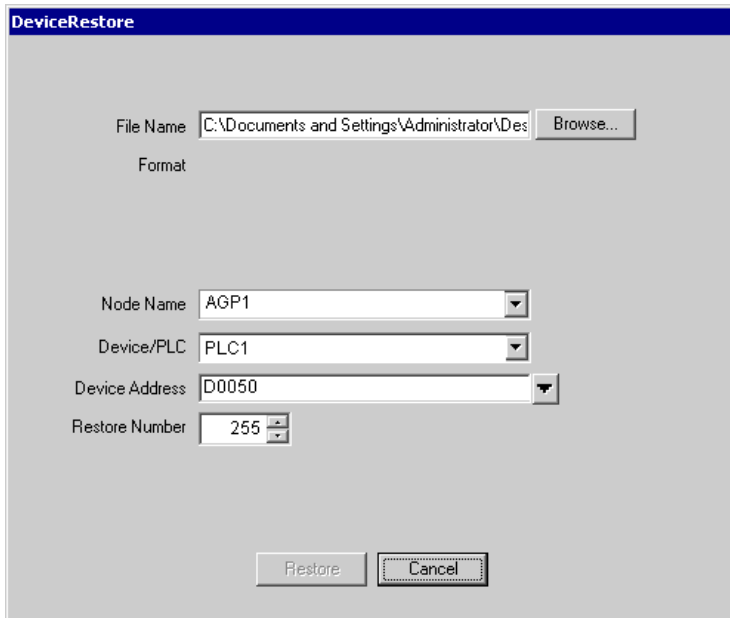 DeviceRestore
File Name C:\Documents and Settings\Administrator\Des Browse...
Format
Node Name AGP1
Device/PLC PLC1
Device Address D0050
Restore Number 255
Restore Cancel